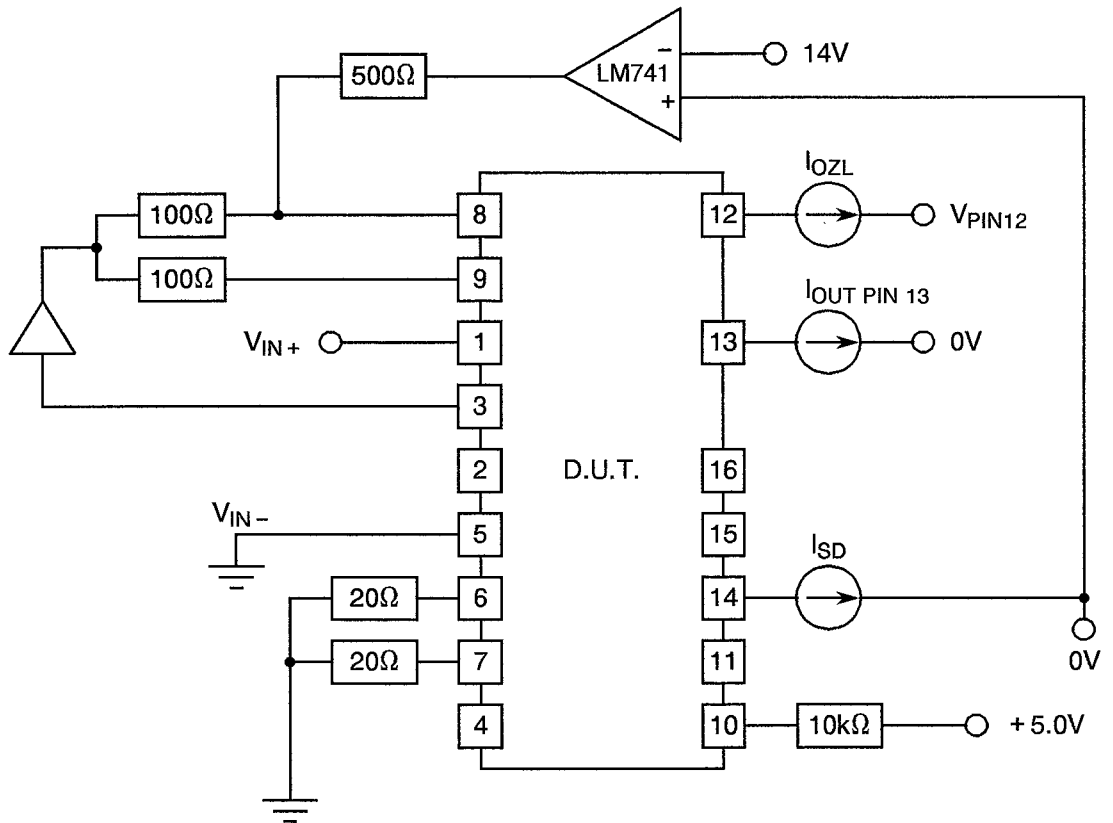 500Ω
−
LM741
+
14V
I_OZL
100Ω
8
12
V_PIN12
100Ω
9
I_OUT PIN 13
V_IN +
1
13
0V
3
2
D.U.T.
16
V_IN −
5
15
I_SD
20Ω
6
14
20Ω
7
11
0V
4
10
10kΩ
+ 5.0V